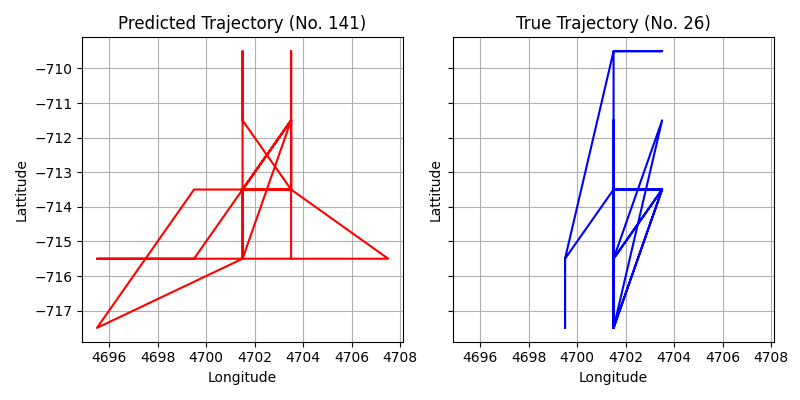 Predicted Trajectory (No. 141)
Lattitude
−710
−711
−712
−713
−714
−715
−716
−717
4696 4698 4700 4702 4704 4706 4708
Longitude
True Trajectory (No. 26)
Lattitude
4696 4698 4700 4702 4704 4706 4708
Longitude